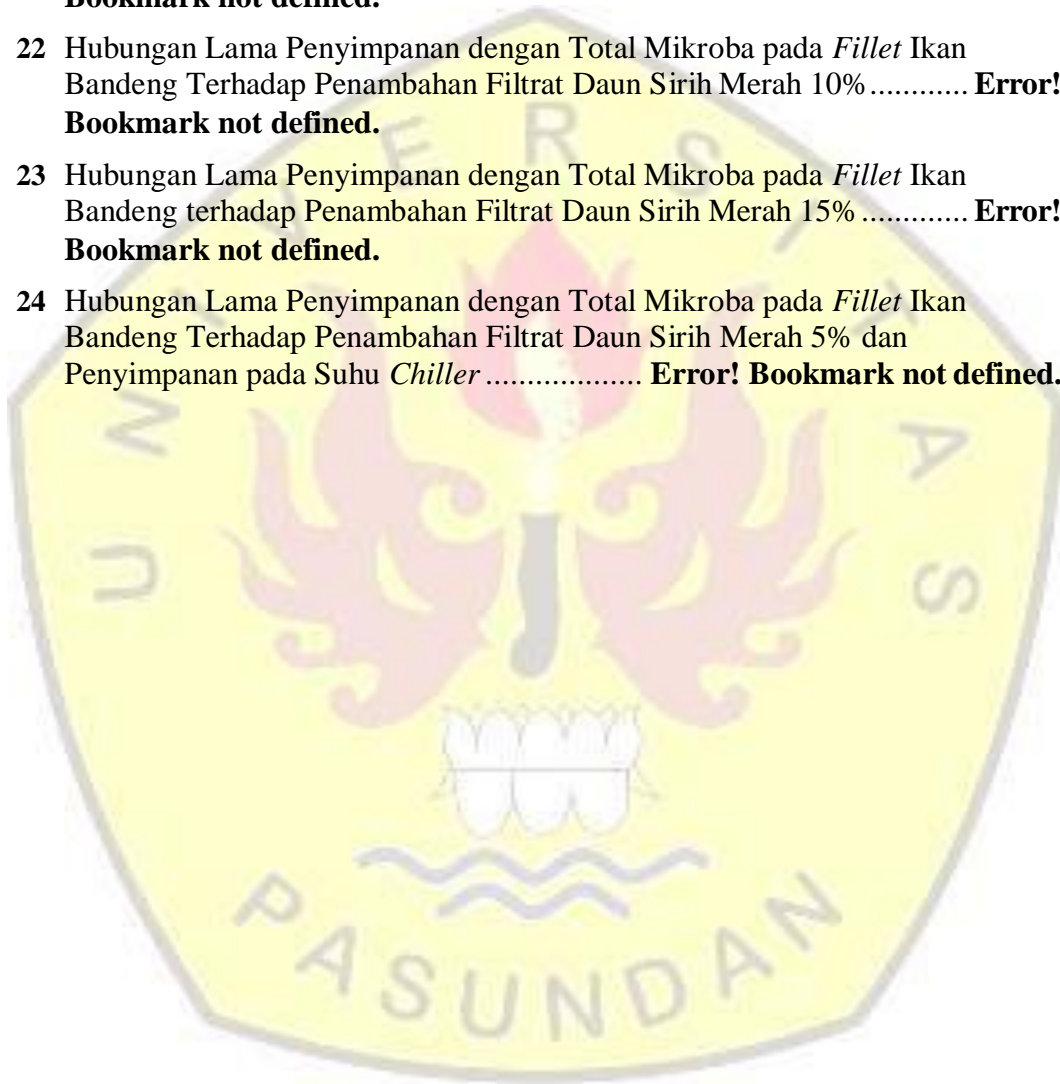 Bookmark not defined.
22 Hubungan Lama Penyimpanan dengan Total Mikroba pada Fillet Ikan
Bandeng Terhadap Penambahan Filtrat Daun Sirih Merah 10% ............ Error!
Bookmark not defined.
23 Hubungan Lama Penyimpanan dengan Total Mikroba pada Fillet Ikan
Bandeng terhadap Penambahan Filtrat Daun Sirih Merah 15% ............. Error!
Bookmark not defined.
24 Hubungan Lama Penyimpanan dengan Total Mikroba pada Fillet Ikan
Bandeng Terhadap Penambahan Filtrat Daun Sirih Merah 5% dan
Penyimpanan pada Suhu Chiller ................... Error! Bookmark not defined.
UNIVERSITAS
PASUNDAN